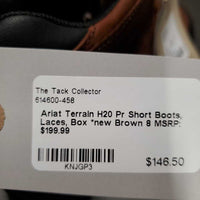 The Tack Collector
614600-458
Ariat Terrain H20 Pr Short Boots,
Laces, Box *new Brown 8 MSRP:
$199.99
KNJGP3
$146.50